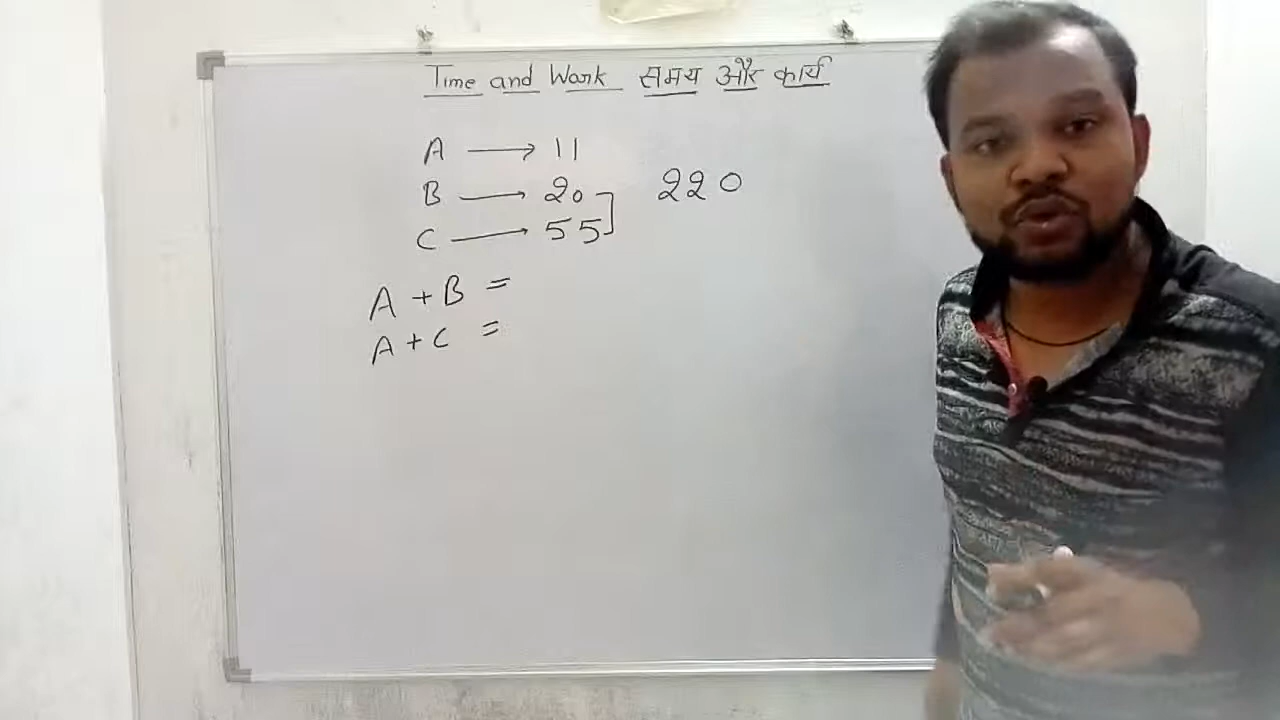 Time and Work समय और कार्य
A → 11
B → 20
C → 55
220
A + B =
A + C =